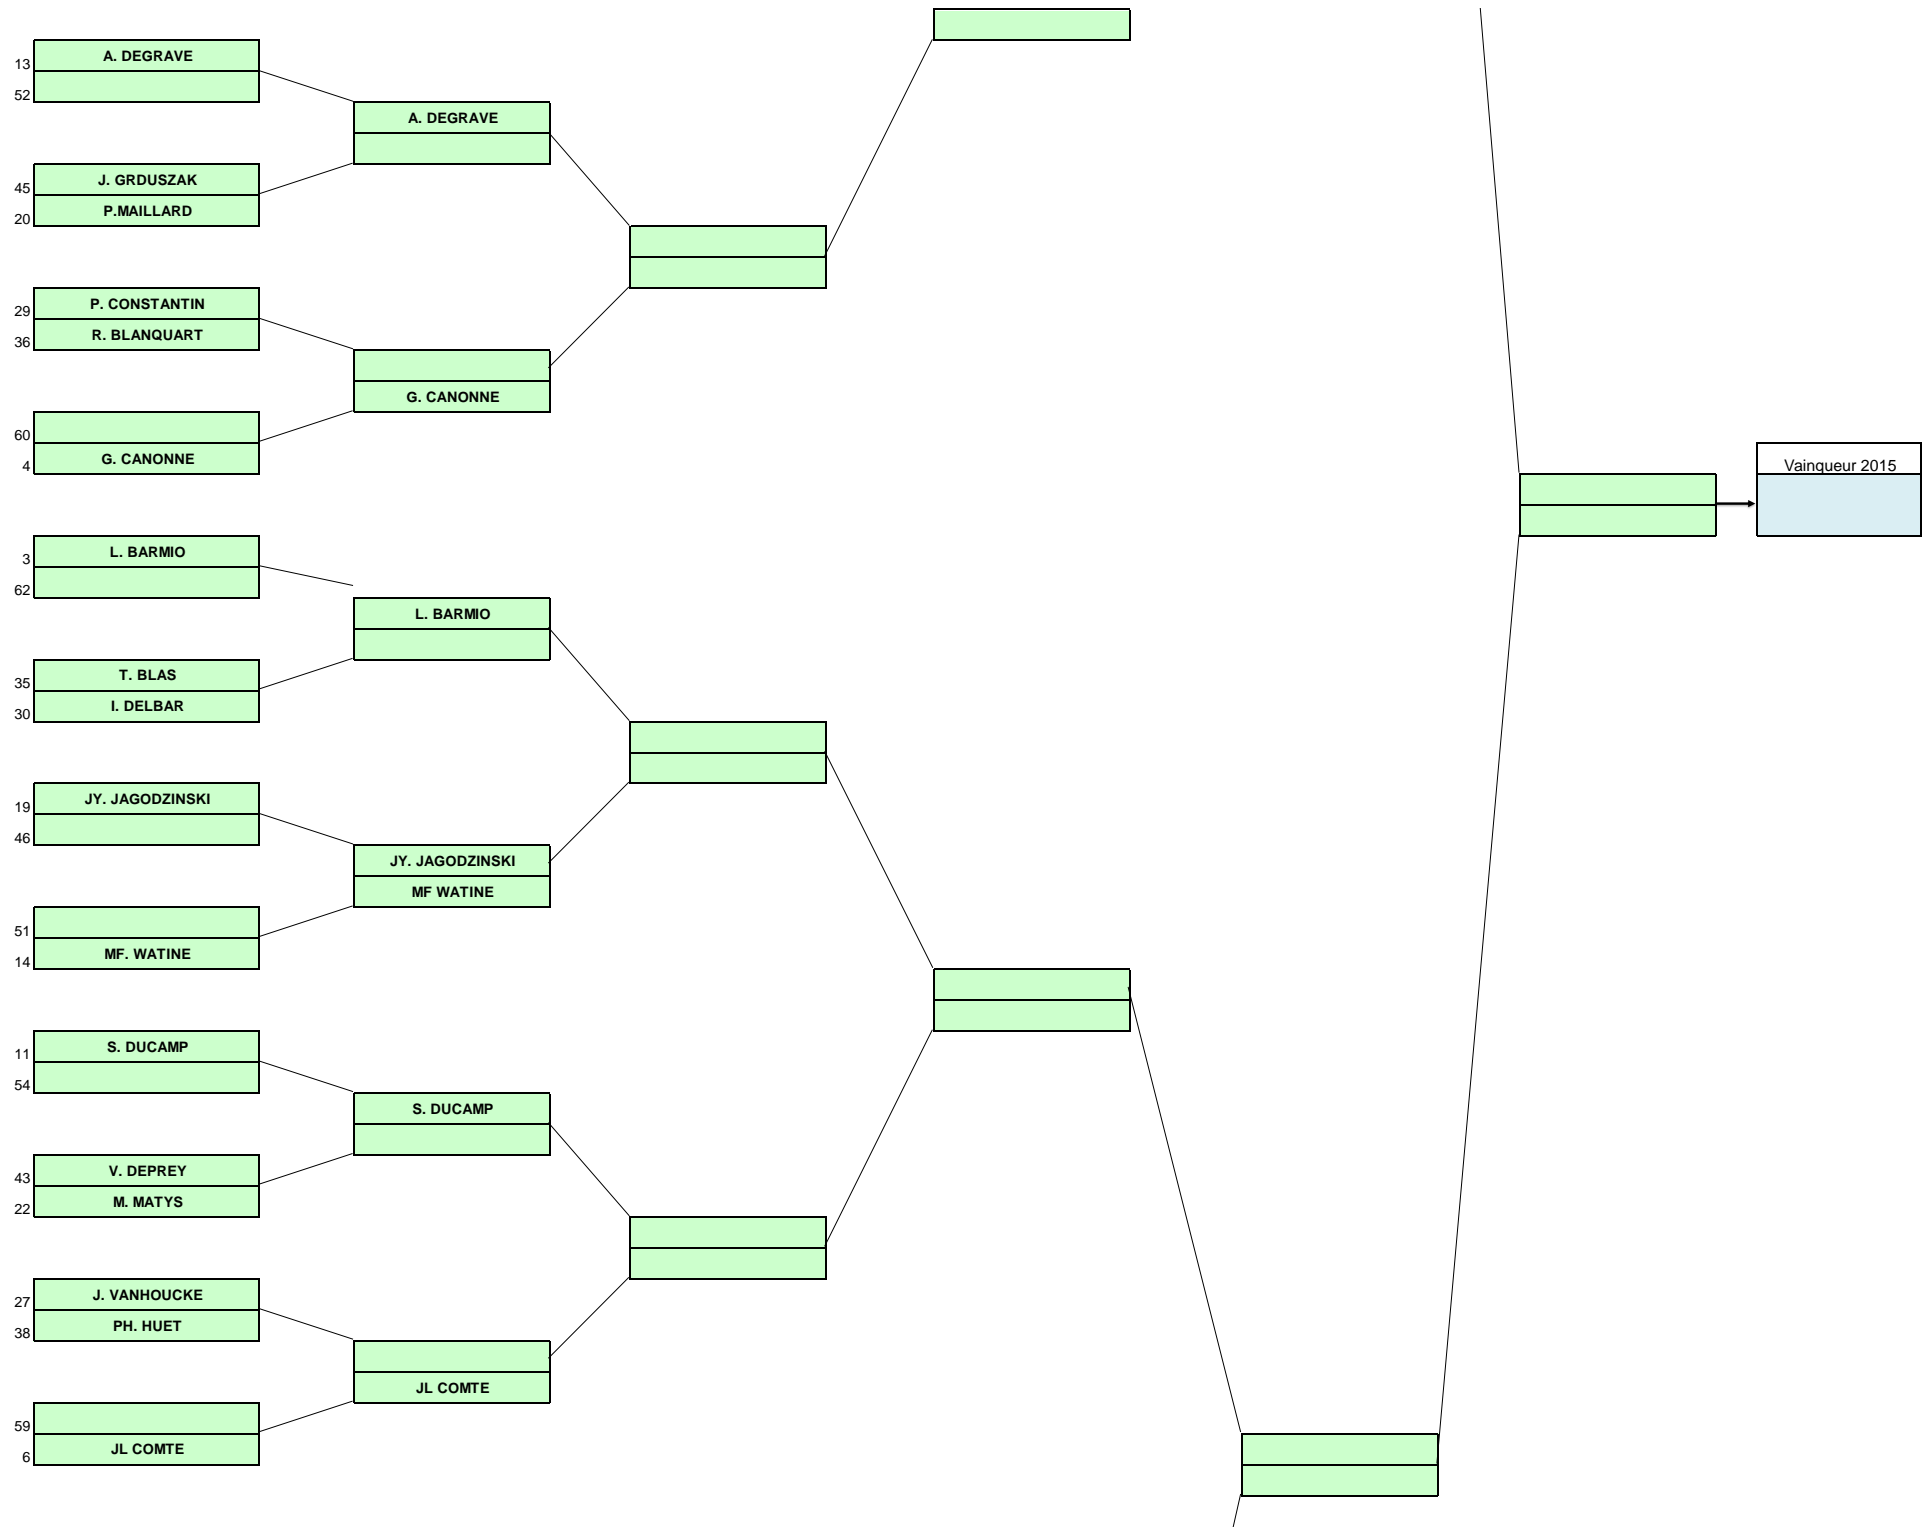 13
A. DEGRAVE
52
A. DEGRAVE
45
J. GRDUSZAK
20
P.MAILLARD
29
P. CONSTANTIN
36
R. BLANQUART
G. CANONNE
60
4
G. CANONNE
Vainqueur 2015
3
L. BARMIO
62
L. BARMIO
35
T. BLAS
30
I. DELBAR
19
JY. JAGODZINSKI
46
JY. JAGODZINSKI
MF WATINE
51
14
MF. WATINE
11
S. DUCAMP
54
S. DUCAMP
43
V. DEPREY
22
M. MATYS
27
J. VANHOUCKE
38
PH. HUET
JL COMTE
59
6
JL COMTE